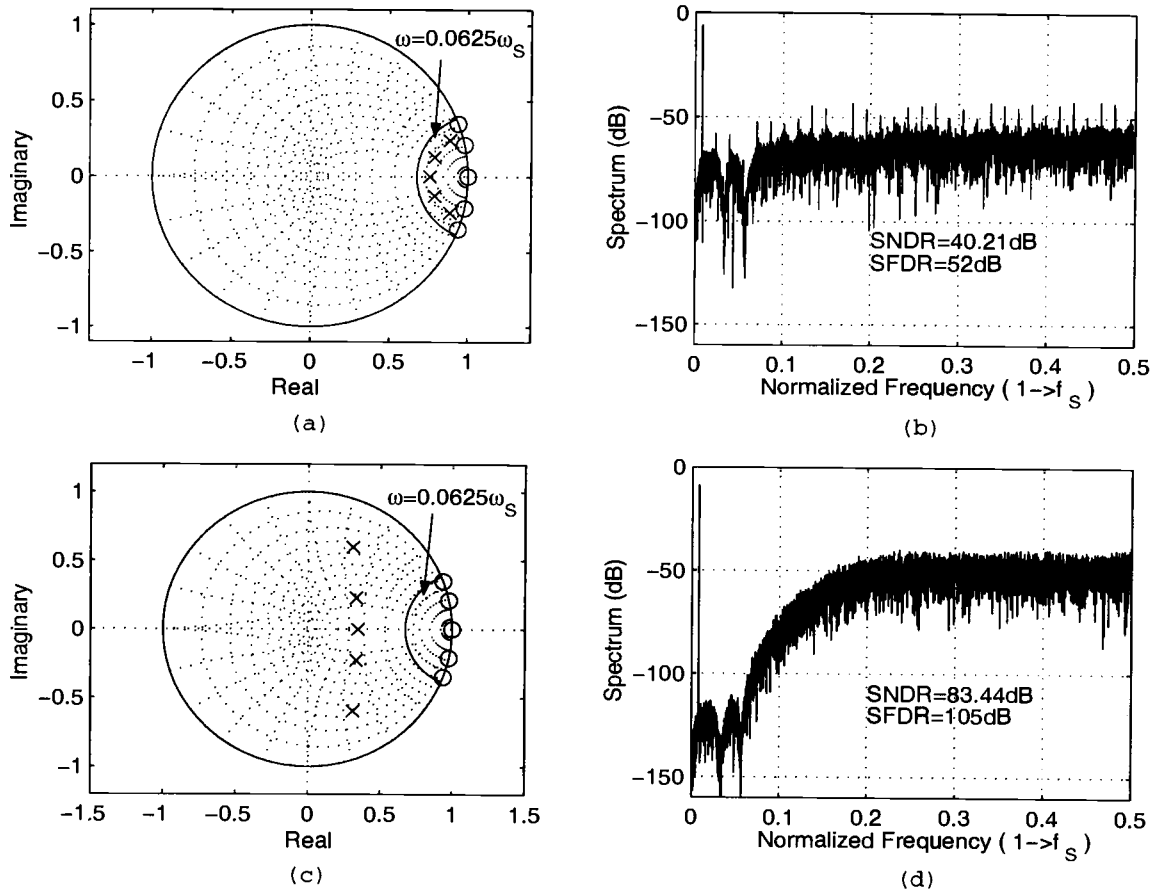 1
0.5
0
−0.5
−1
Imaginary
ω=0.0625ω_S
−1
−0.5
0
0.5
1
Real
(a)
0
−50
−100
−150
Spectrum (dB)
SNDR=40.21dB
SFDR=52dB
0
0.1
0.2
0.3
0.4
0.5
Normalized Frequency ( 1−>f_S )
(b)
1
0.5
0
−0.5
−1
Imaginary
ω=0.0625ω_S
−1.5
−1
−0.5
0
0.5
1
1.5
Real
(c)
0
−50
−100
−150
Spectrum (dB)
SNDR=83.44dB
SFDR=105dB
0
0.1
0.2
0.3
0.4
0.5
Normalized Frequency ( 1−>f_S )
(d)